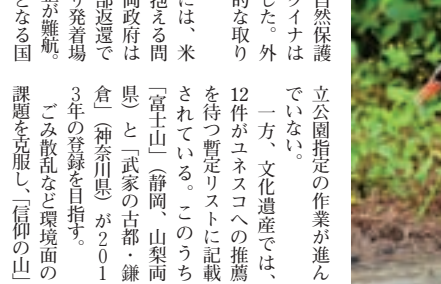 自然保護
クイナは
した。外
的な取り
には、米
抱える問
両政府は
部返還で
リ発着場
が難航。
となる国
立公園指定の作業が進ん
でいない。
一方、文化遺産では、
12件がユネスコへの推薦
を待つ暫定リストに記載
されている。このうち
「富士山」（静岡、山梨両
県）と「武家の古都・鎌
倉」（神奈川県）が201
3年の登録を目指す。
ごみ散乱など環境面の
課題を克服し、「信仰の山」